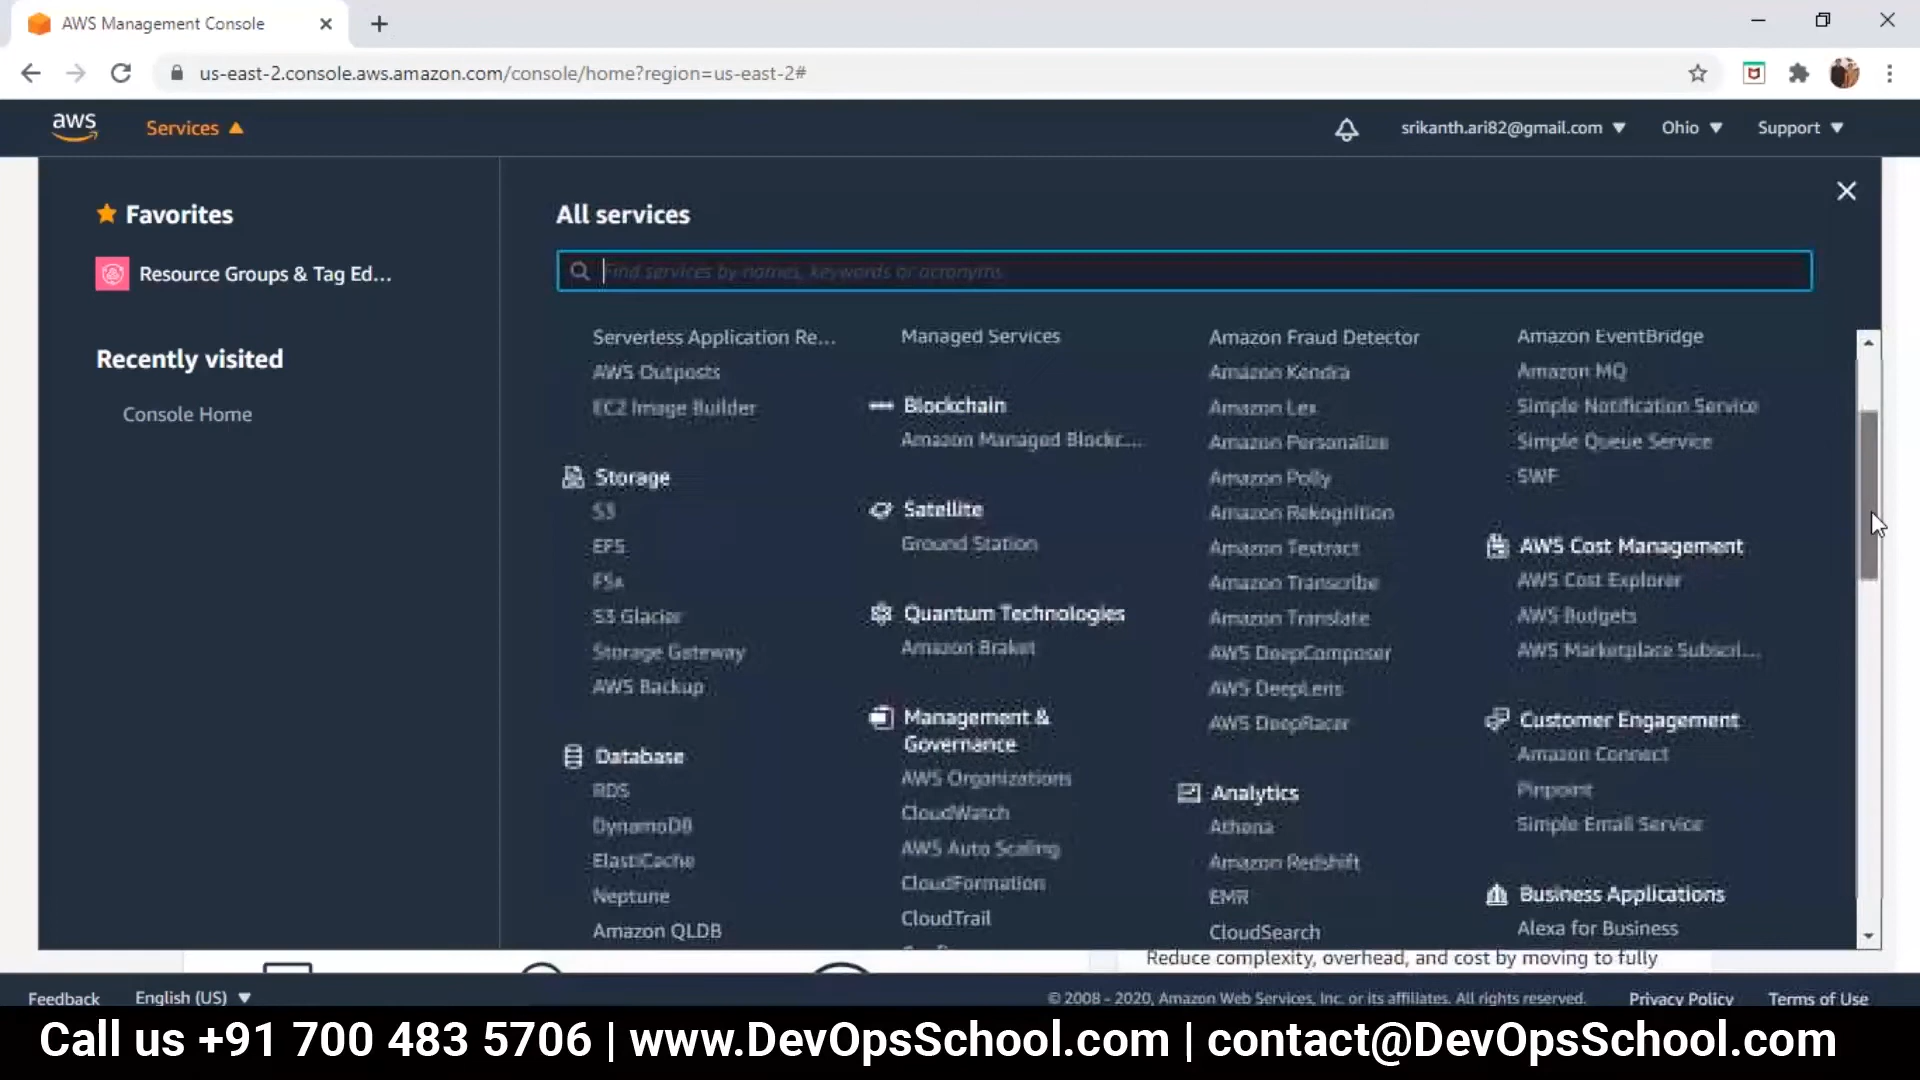 AWS Management Console
us-east-2.console.aws.amazon.com/console/home?region=us-east-2#
aws
Services
srikanth.ari82@gmail.com
Ohio
Support
Favorites
Resource Groups & Tag Ed...
Recently visited
Console Home
All services
Find services by names, keywords or acronyms
Serverless Application Re...
AWS Outposts
EC2 Image Builder
Storage
S3
EFS
FSx
S3 Glacier
Storage Gateway
AWS Backup
Database
RDS
DynamoDB
ElastiCache
Neptune
Amazon QLDB
Managed Services
Blockchain
Amazon Managed Blockc...
Satellite
Ground Station
Quantum Technologies
Amazon Braket
Management &
Governance
AWS Organizations
CloudWatch
AWS Auto Scaling
CloudFormation
CloudTrail
Amazon Fraud Detector
Amazon Kendra
Amazon Lex
Amazon Personalize
Amazon Polly
Amazon Rekognition
Amazon Textract
Amazon Transcribe
Amazon Translate
AWS DeepComposer
AWS DeepLens
AWS DeepRacer
Analytics
Athena
Amazon Redshift
EMR
CloudSearch
Amazon EventBridge
Amazon MQ
Simple Notification Service
Simple Queue Service
SWF
AWS Cost Management
AWS Cost Explorer
AWS Budgets
AWS Marketplace Subscri...
Customer Engagement
Amazon Connect
Pinpoint
Simple Email Service
Business Applications
Alexa for Business
Reduce complexity, overhead, and cost by moving to fully
Feedback
English (US)
© 2008 - 2020, Amazon Web Services, Inc. or its affiliates. All rights reserved.
Privacy Policy
Terms of Use
Call us +91 700 483 5706 | www.DevOpsSchool.com | contact@DevOpsSchool.com